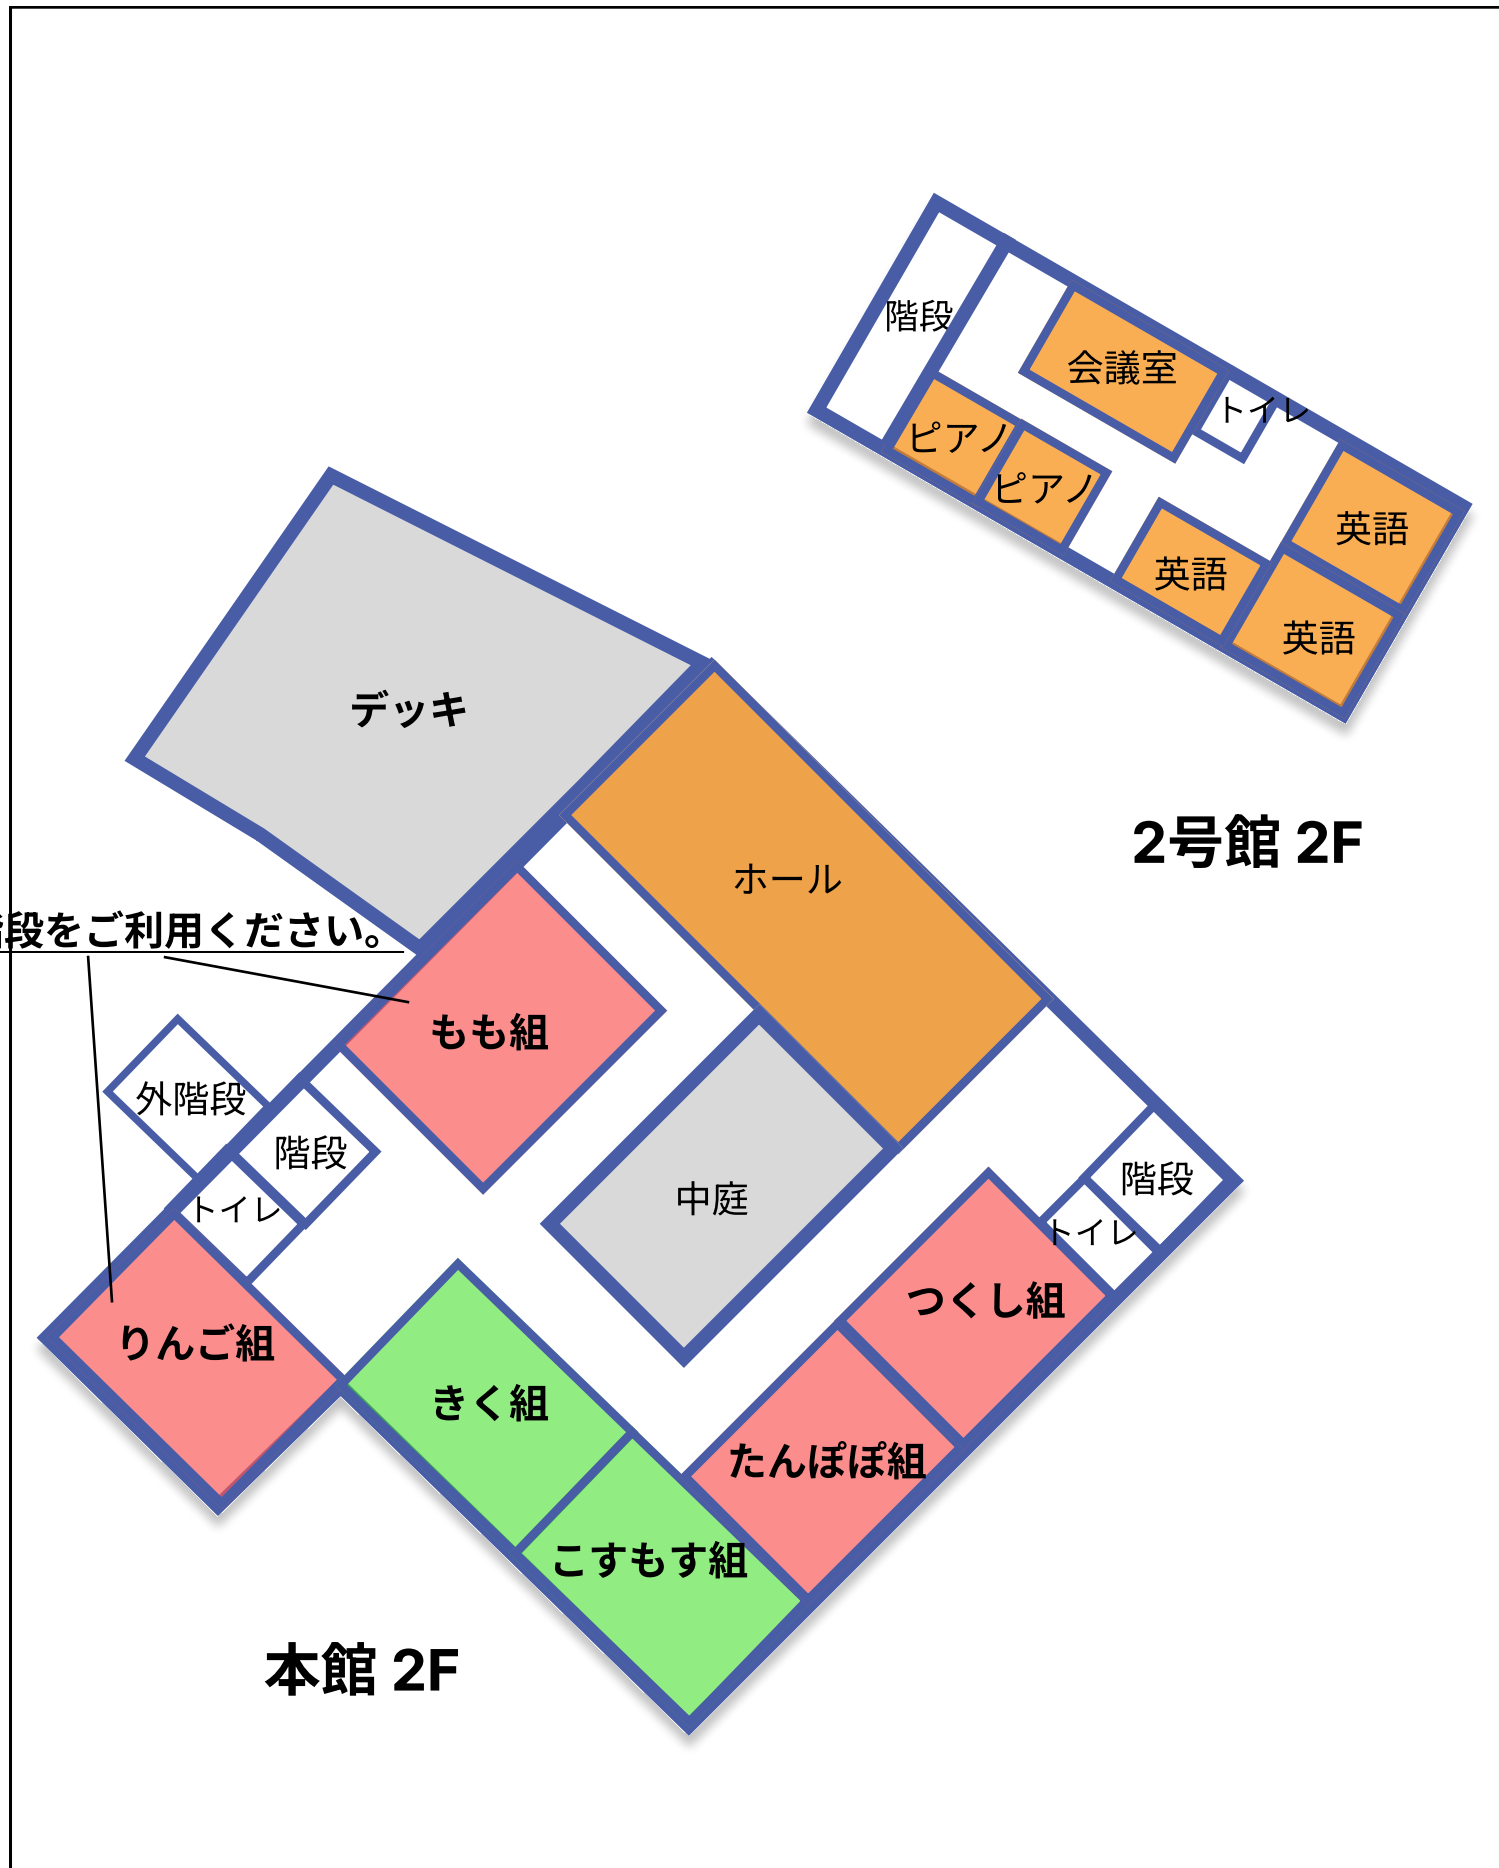 階段
会議室
トイレ
ピアノ
ピアノ
英語
英語
英語
2号館 2F
デッキ
ホール
段をご利用ください。
もも組
外階段
階段
トイレ
中庭
階段
トイレ
りんご組
きく組
つくし組
たんぽぽ組
こすもす組
本館 2F